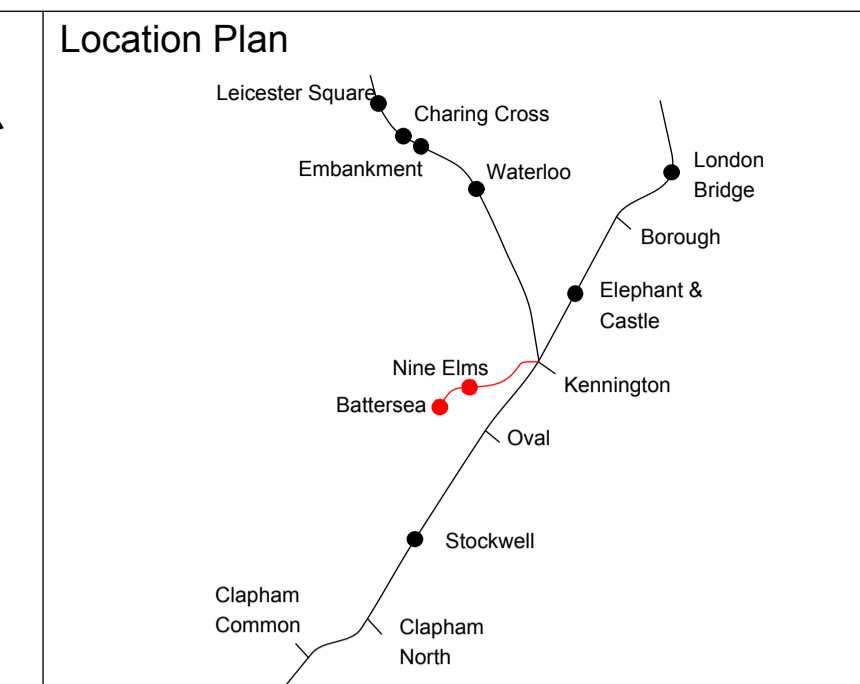 Location Plan
Leicester Square
Charing Cross
Embankment
Waterloo
London
Bridge
Borough
Elephant &
Castle
Nine Elms
Kennington
Battersea
Oval
Stockwell
Clapham
Common
Clapham
North